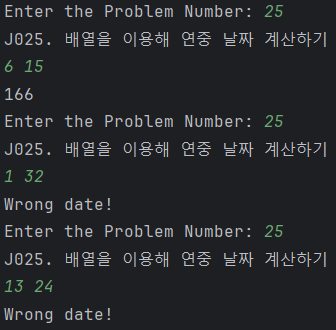 Enter the Problem Number: 25
J025. 배열을 이용해 연중 날짜 계산하기
6 15
166
Enter the Problem Number: 25
J025. 배열을 이용해 연중 날짜 계산하기
1 32
Wrong date!
Enter the Problem Number: 25
J025. 배열을 이용해 연중 날짜 계산하기
13 24
Wrong date!